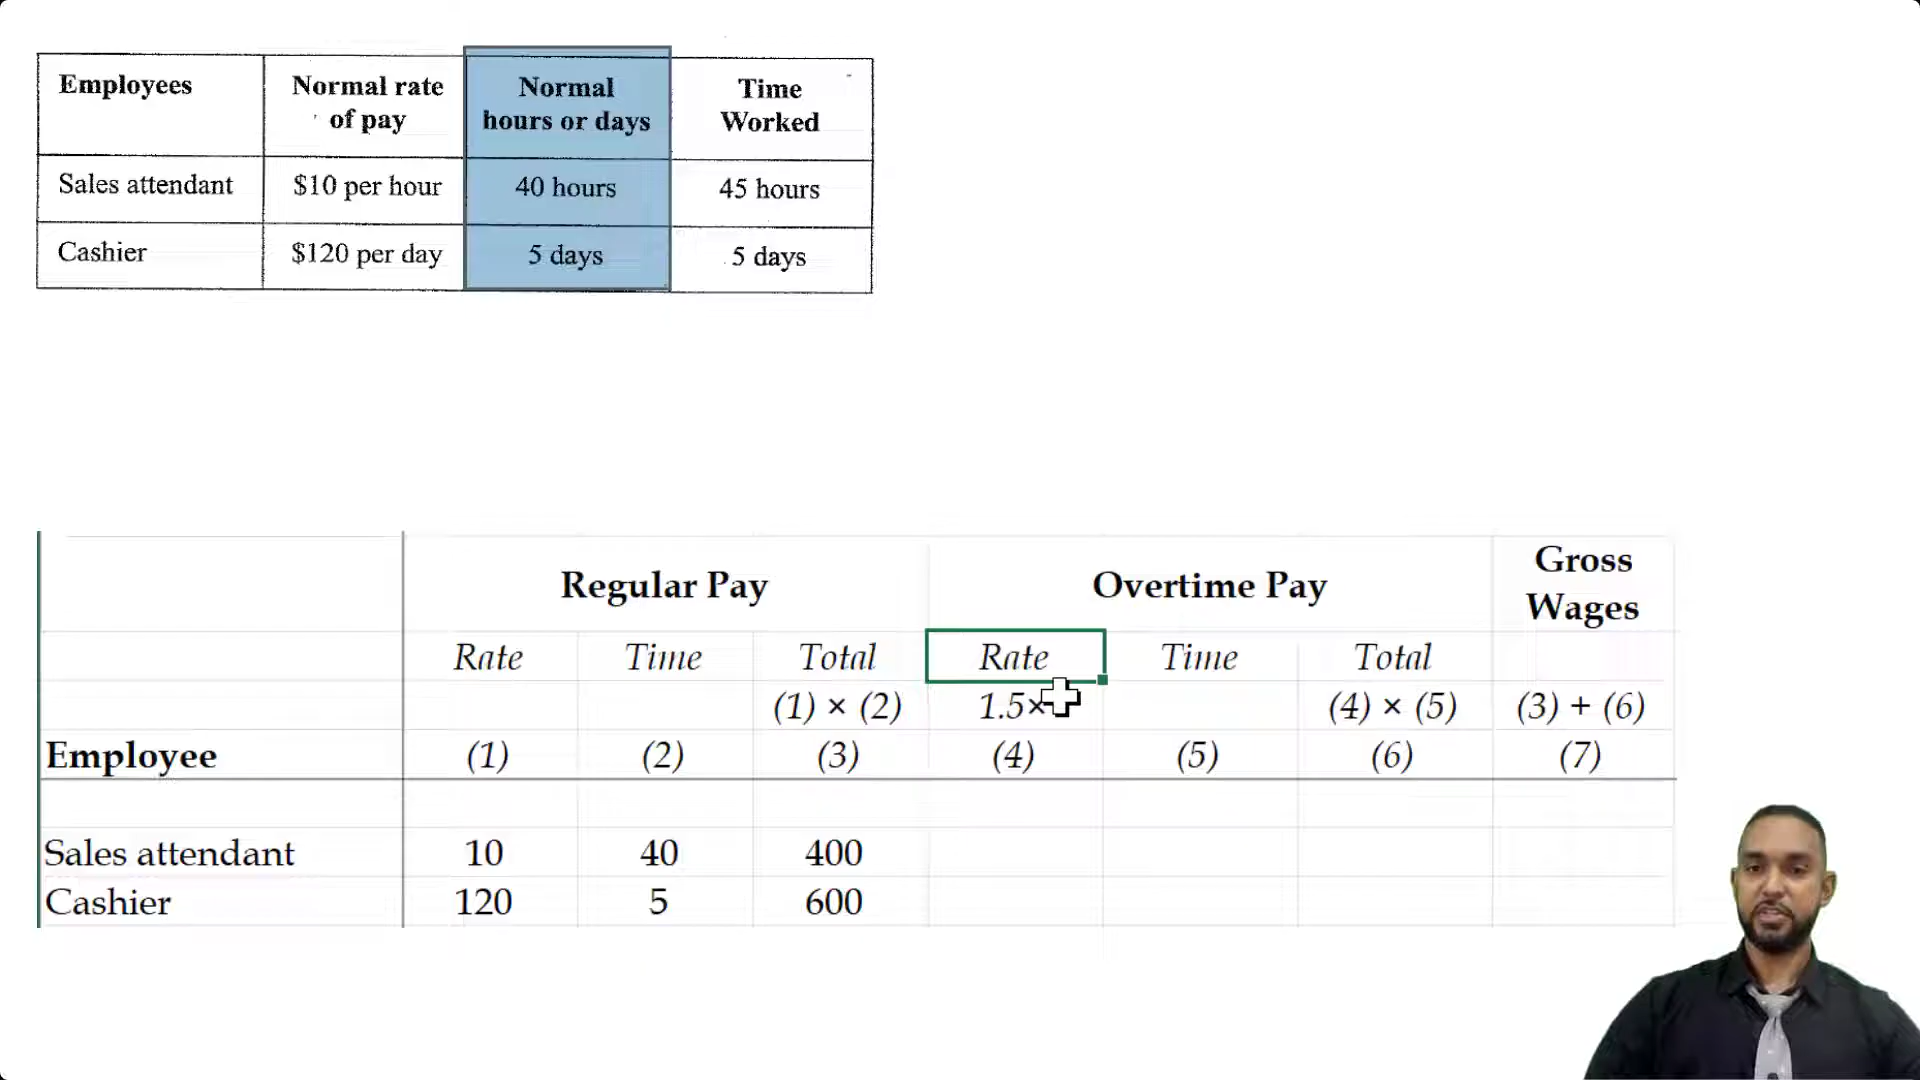 Employees Normal rate of pay Normal hours or days Time Worked
Sales attendant $10 per hour 40 hours 45 hours
Cashier $120 per day 5 days 5 days
Regular Pay Overtime Pay Gross Wages
Rate Time Total Rate Time Total
(1) × (2) 1.5× (4) × (5) (3) + (6)
Employee (1) (2) (3) (4) (5) (6) (7)
Sales attendant 10 40 400
Cashier 120 5 600